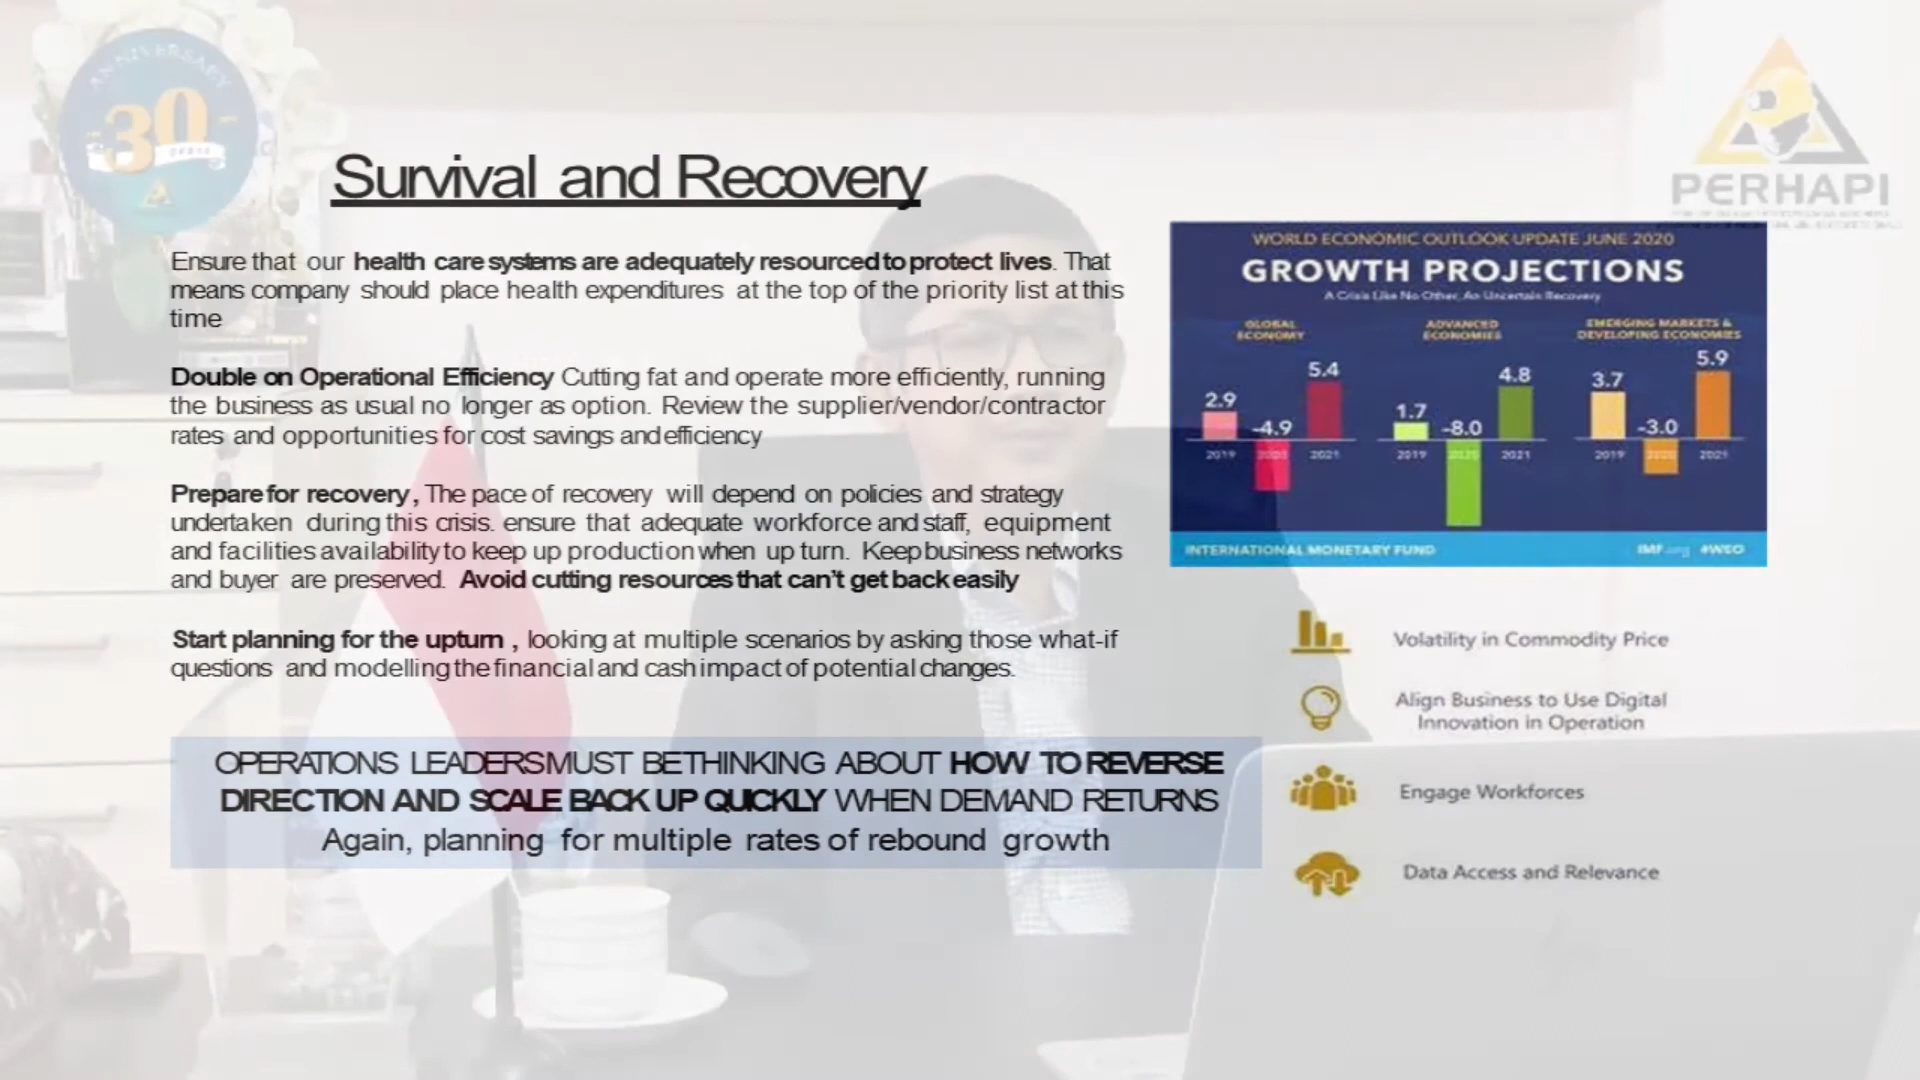 ANNIVERSARY
30
PERHAPI
Survival and Recovery
Ensure that our health care systems are adequately resourced to protect lives. That
means company should place health expenditures at the top of the priority list at this
time
Double on Operational Efficiency Cutting fat and operate more efficiently, running
the business as usual no longer as option. Review the supplier/vendor/contractor
rates and opportunities for cost savings and efficiency
Prepare for recovery, The pace of recovery will depend on policies and strategy
undertaken during this crisis. ensure that adequate workforce and staff, equipment
and facilities availability to keep up production when up turn. Keep business networks
and buyer are preserved. Avoid cutting resources that can't get back easily
Start planning for the upturn , looking at multiple scenarios by asking those what-if
questions and modelling the financial and cash impact of potential changes.
OPERATIONS LEADERS MUST BE THINKING ABOUT HOW TO REVERSE
DIRECTION AND SCALE BACK UP QUICKLY WHEN DEMAND RETURNS
Again, planning for multiple rates of rebound growth
WORLD ECONOMIC OUTLOOK UPDATE JUNE 2020
GROWTH PROJECTIONS
A Crisis Like No Other, An Uncertain Recovery
GLOBAL
ECONOMY
ADVANCED
ECONOMIES
EMERGING MARKETS &
DEVELOPING ECONOMIES
2.9 -4.9 5.4 1.7 -8.0 4.8 3.7 -3.0 5.9
2019 2020 2021 2019 2020 2021 2019 2020 2021
INTERNATIONAL MONETARY FUND IMF.org #WEO
Volatility in Commodity Price
Align Business to Use Digital
Innovation in Operation
Engage Workforces
Data Access and Relevance